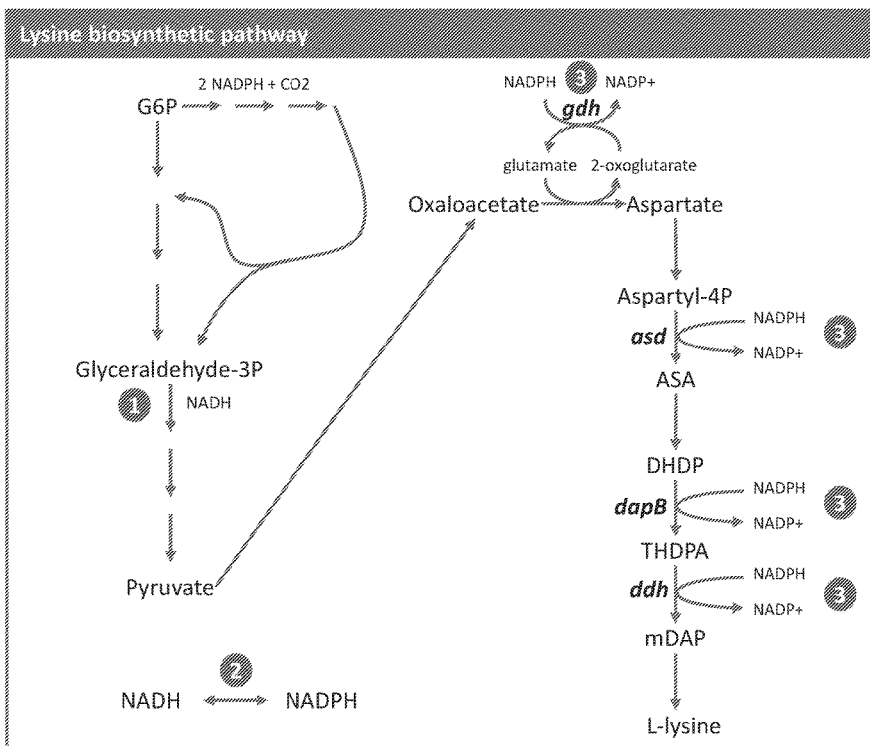 Lysine biosynthetic pathway
2 NADPH + CO2
G6P
Glyceraldehyde-3P
1
NADH
Pyruvate
2
NADH
NADPH
NADPH
3
NADP+
gdh
glutamate
2-oxoglutarate
Oxaloacetate
Aspartate
Aspartyl-4P
asd
NADPH
NADP+
3
ASA
DHDP
dapB
NADPH
NADP+
3
THDPA
ddh
NADPH
NADP+
3
mDAP
L-lysine